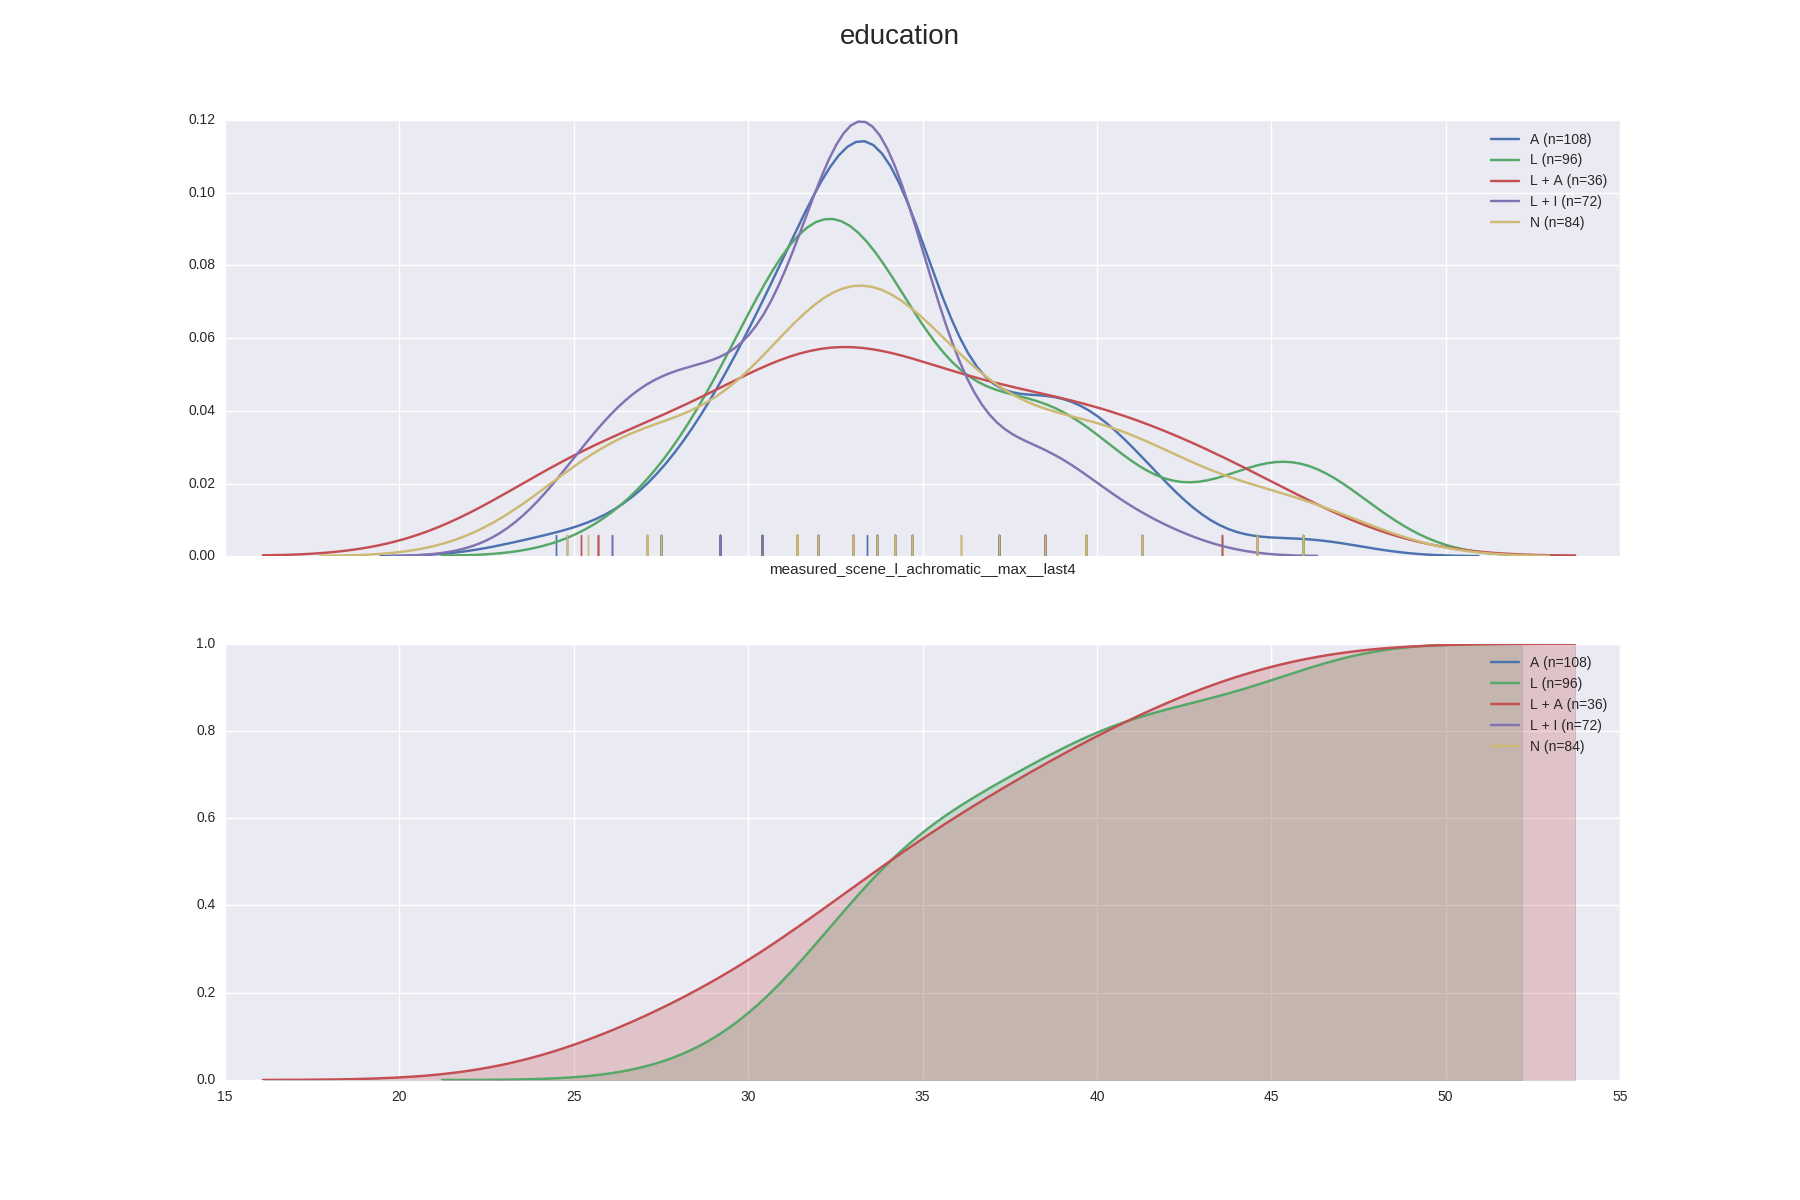 education
0.12
0.10
0.08
0.06
0.04
0.02
0.00
A (n=108)
L (n=96)
L + A (n=36)
L + I (n=72)
N (n=84)
measured_scene_l_achromatic__max__last4
1.0
0.8
0.6
0.4
0.2
0.0
A (n=108)
L (n=96)
L + A (n=36)
L + I (n=72)
N (n=84)
15 20 25 30 35 40 45 50 55